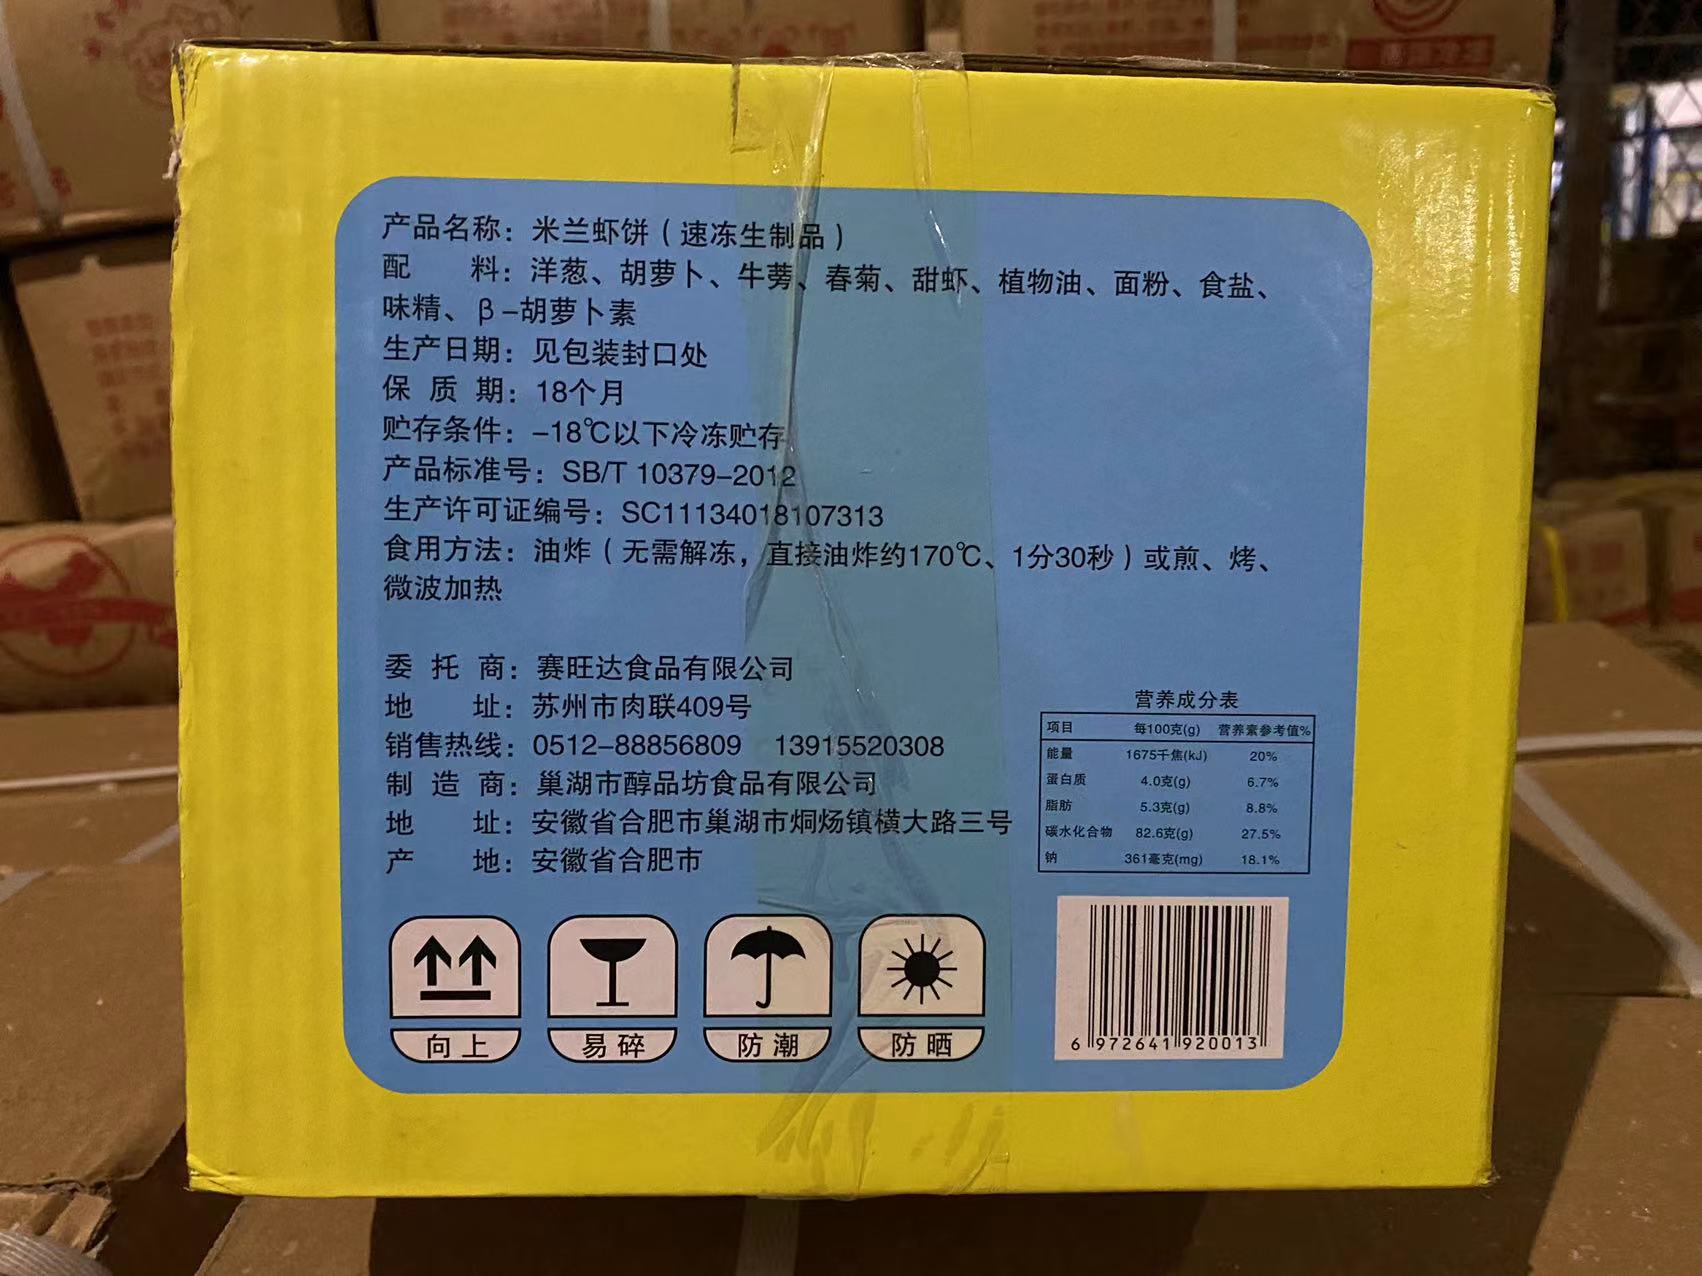 产品名称：米兰虾饼（速冻生制品）
配 料：洋葱、胡萝卜、牛蒡、春菊、甜虾、植物油、面粉、食盐、
味精、β-胡萝卜素
生产日期：见包装封口处
保 质 期：18个月
贮存条件：-18℃以下冷冻贮存
产品标准号：SB/T 10379-2012
生产许可证编号：SC11134018107313
食用方法：油炸（无需解冻，直接油炸约170℃、1分30秒）或煎、烤、
微波加热
委 托 商：赛旺达食品有限公司
地 址：苏州市肉联409号
销售热线：0512-88856809 13915520308
制 造 商：巢湖市醇品坊食品有限公司
地 址：安徽省合肥市巢湖市烔炀镇横大路三号
产 地：安徽省合肥市
营养成分表
项目 每100克(g) 营养素参考值%
能量 1675千焦(kJ) 20%
蛋白质 4.0克(g) 6.7%
脂肪 5.3克(g) 8.8%
碳水化合物 82.6克(g) 27.5%
钠 361毫克(mg) 18.1%
向上 易碎 防潮 防晒
6 972641 920013